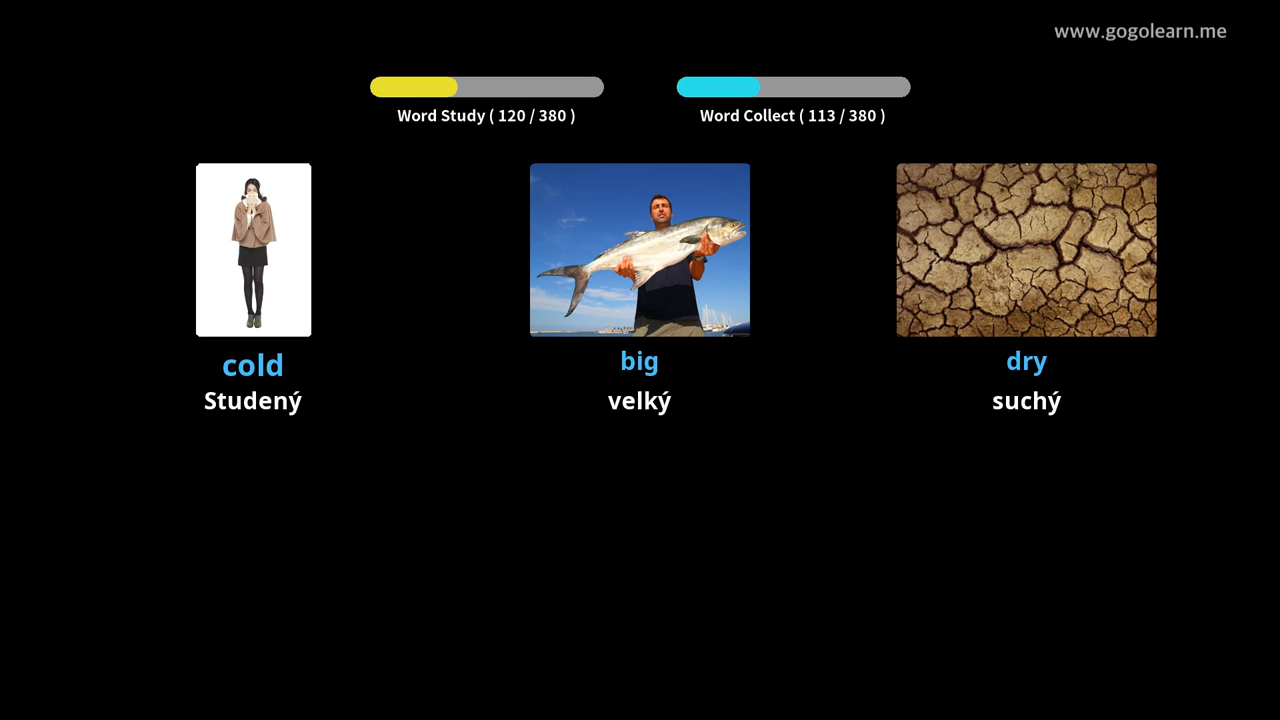 www.gogolearn.me
Word Study ( 120 / 380 )
Word Collect ( 113 / 380 )
cold
Studený
big
velký
dry
suchý